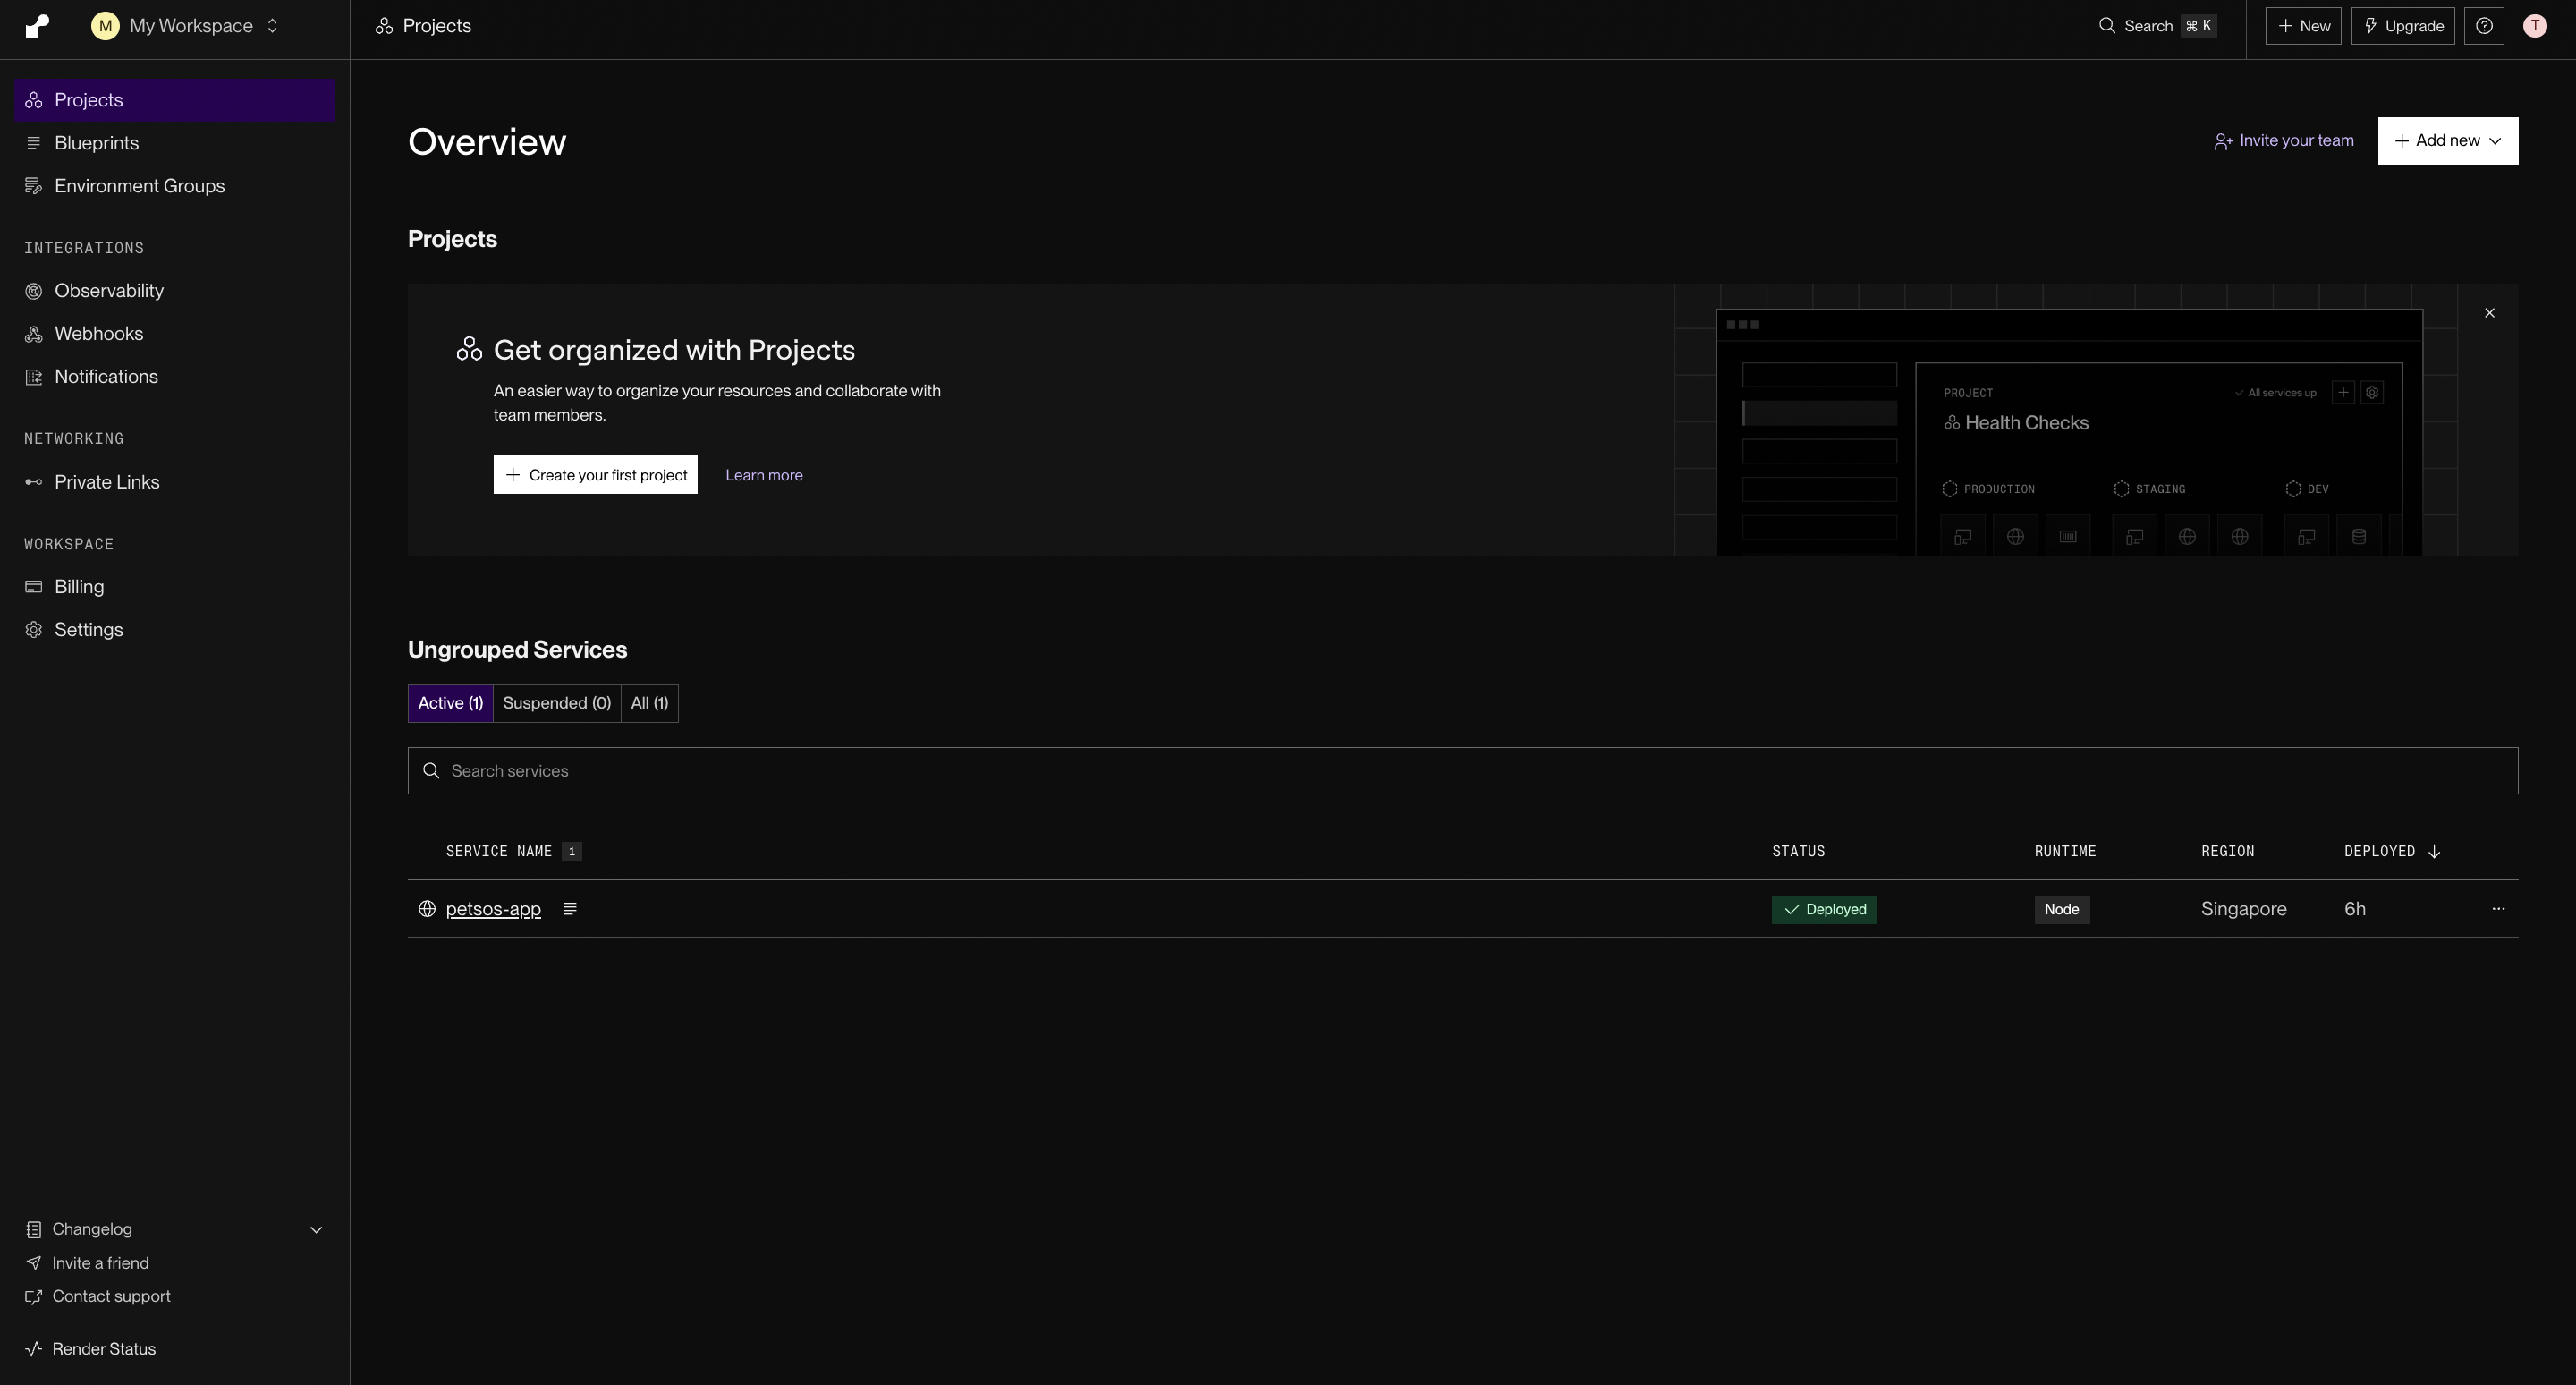 M My Workspace
Projects
Search ⌘ K
+ New
Upgrade
T
Projects
Blueprints
Environment Groups
INTEGRATIONS
Observability
Webhooks
Notifications
NETWORKING
Private Links
WORKSPACE
Billing
Settings
Changelog
Invite a friend
Contact support
Render Status
Overview
Invite your team
+ Add new
Projects
Get organized with Projects
An easier way to organize your resources and collaborate with
team members.
+ Create your first project
Learn more
PROJECT
All services up
Health Checks
PRODUCTION
STAGING
DEV
Ungrouped Services
Active (1)
Suspended (0)
All (1)
Search services
SERVICE NAME 1 STATUS RUNTIME REGION DEPLOYED
petsos-app Deployed Node Singapore 6h